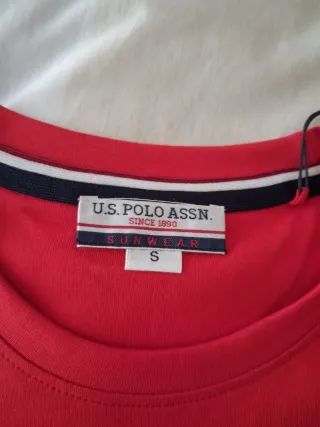 U.S. POLO ASSN.
SINCE 1890
SUNWEAR
S